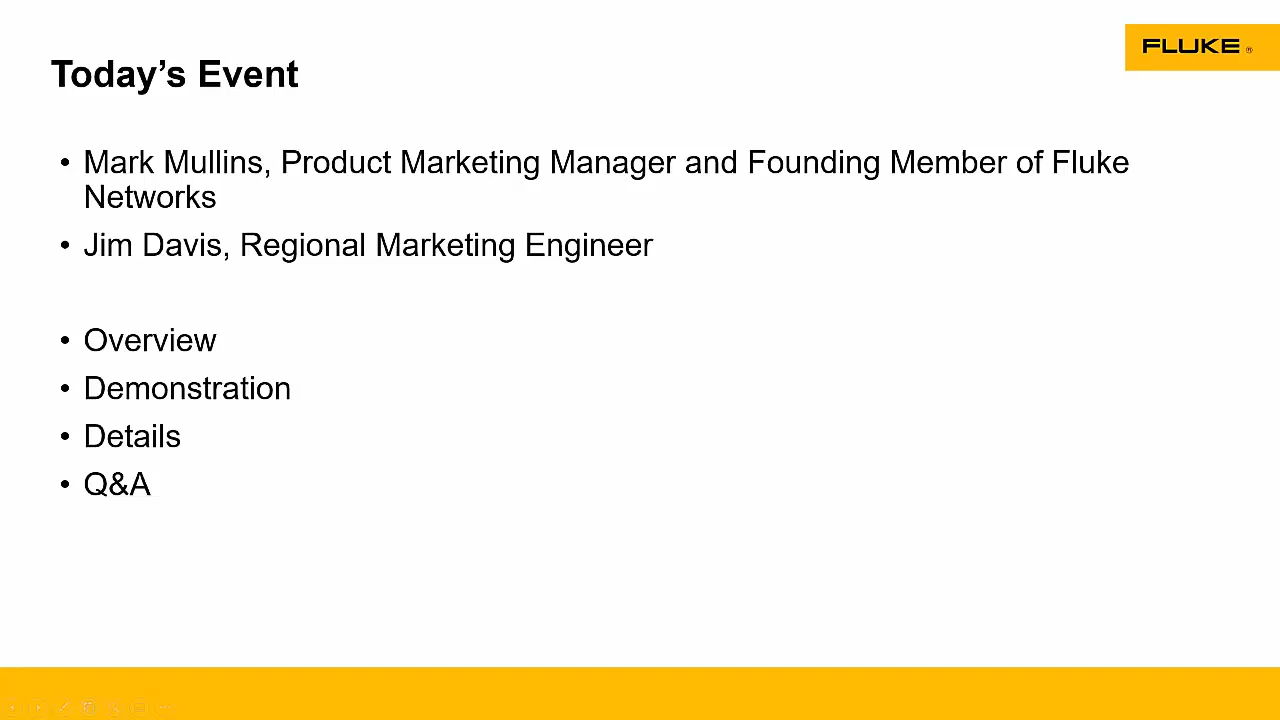 FLUKE ®
Today’s Event
• Mark Mullins, Product Marketing Manager and Founding Member of Fluke
Networks
• Jim Davis, Regional Marketing Engineer
• Overview
• Demonstration
• Details
• Q&A